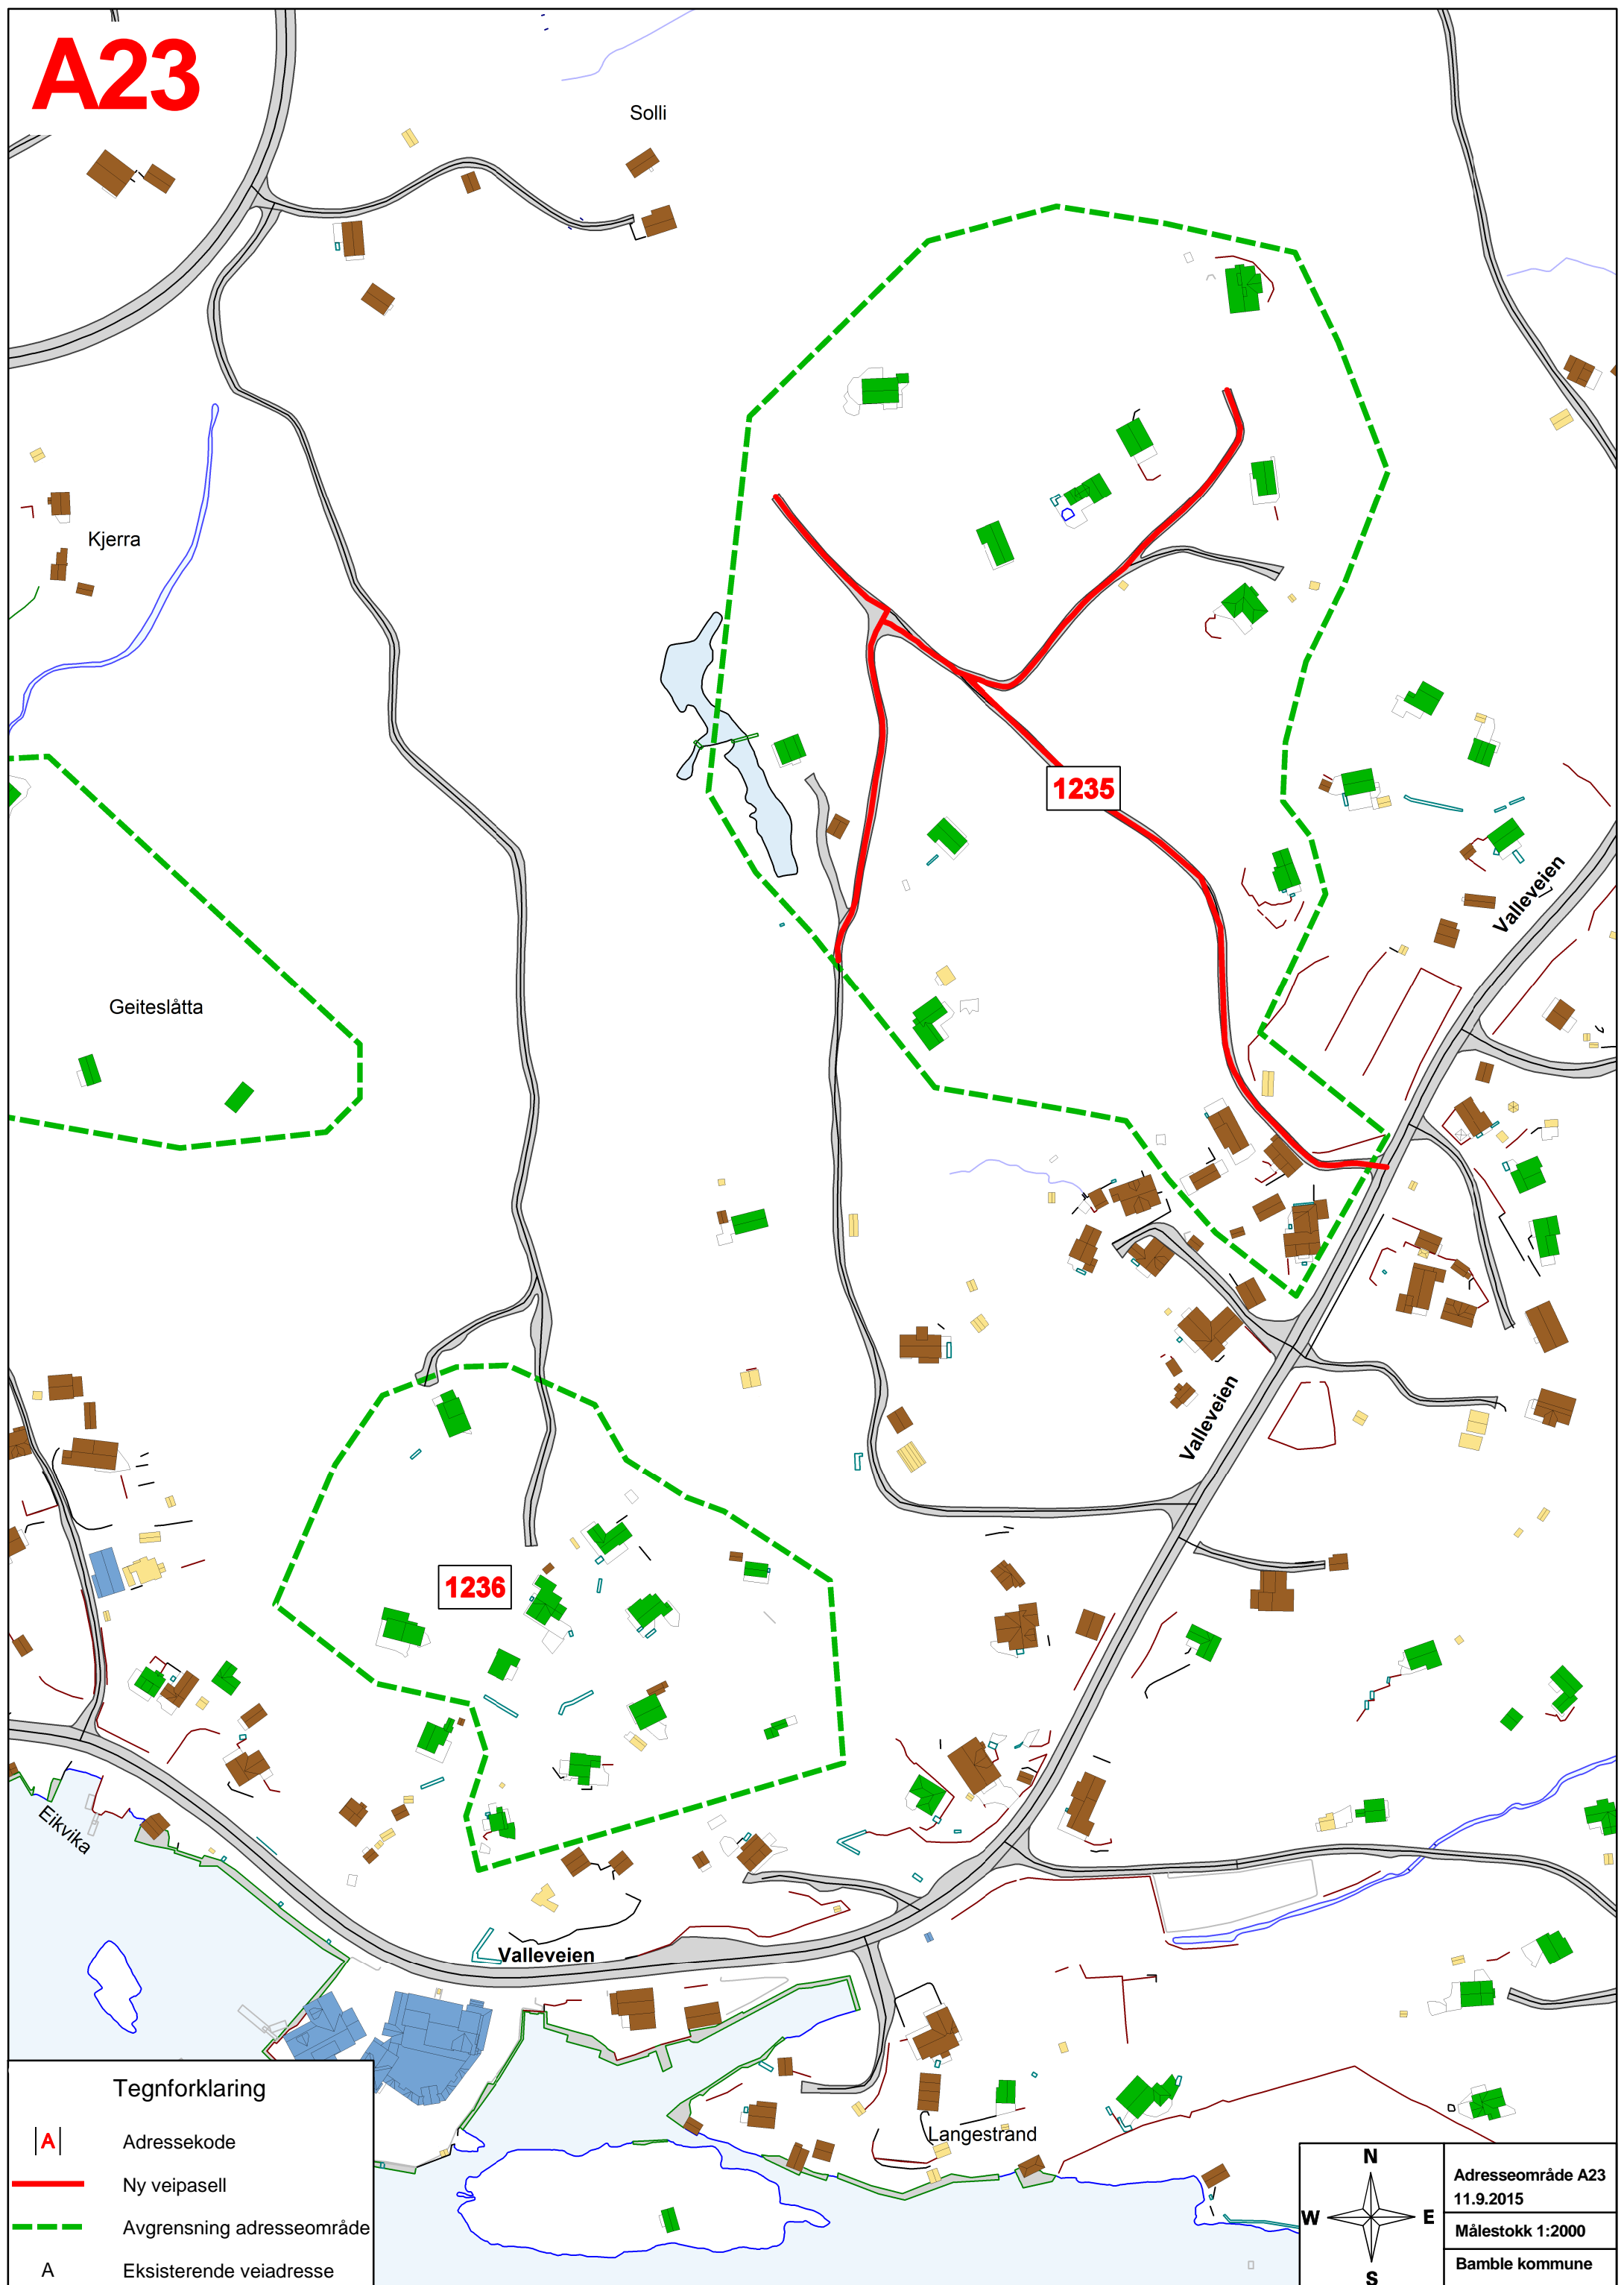 A23
Solli
Kjerra
1235
Valleveien
Geiteslåtta
Valleveien
1236
Eikvika
Valleveien
Langestrand
Tegnforklaring
A Adressekode
Ny veipasell
Avgrensning adresseområde
A Eksisterende veiadresse
N
W E
S
Adresseområde A23
11.9.2015
Målestokk 1:2000
Bamble kommune